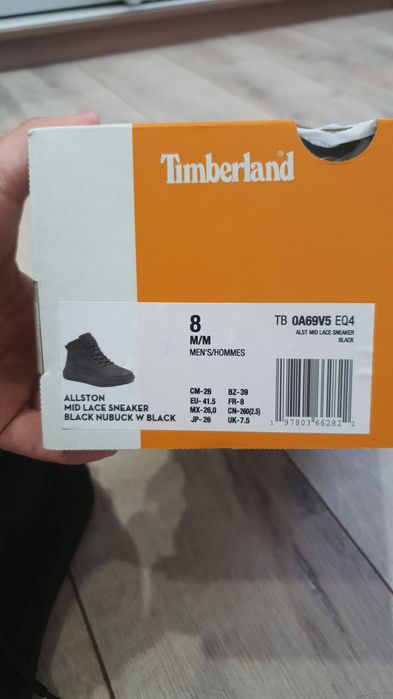 Timberland®
8
M/M
MEN'S/HOMMES
TB 0A69V5 EQ4
ALST MID LACE SNEAKER
BLACK
ALLSTON
MID LACE SNEAKER
BLACK NUBUCK W BLACK
CM-26 BZ-39
EU- 41.5 FR-8
MX-26,0 CN-260(2.5)
JP-26 UK-7.5
1 97803 66282 2